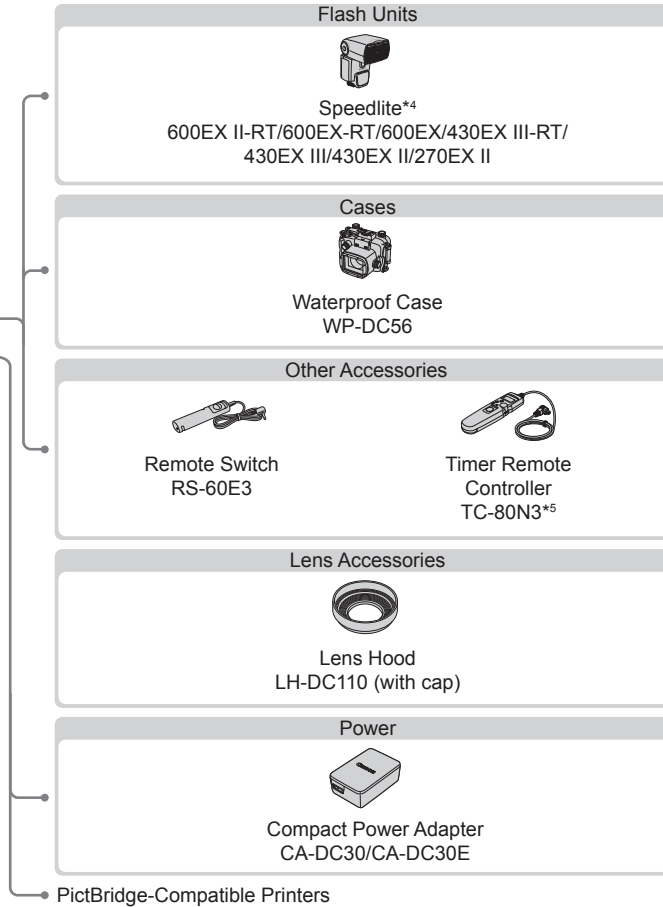 Flash Units
Speedlite*4
600EX II-RT/600EX-RT/600EX/430EX III-RT/
430EX III/430EX II/270EX II
Cases
Waterproof Case
WP-DC56
Other Accessories
Remote Switch
RS-60E3
Timer Remote
Controller
TC-80N3*5
Lens Accessories
Lens Hood
LH-DC110 (with cap)
Power
Canon
Compact Power Adapter
CA-DC30/CA-DC30E
PictBridge-Compatible Printers